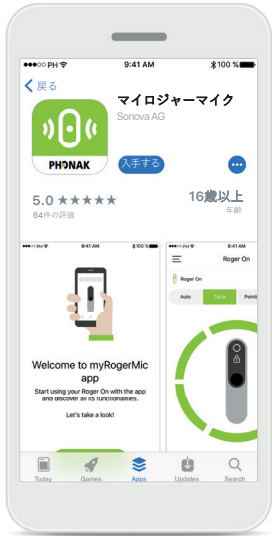 PH 9:41 AM 100 %
戻る
マイロジャーマイク
Sonova AG
PHONAK
入手する
5.0 ★★★★★
64件の評価
16歳以上
年齢
PH 9:41 AM 100 %
PH 9:41 AM
Roger On
Roger On
Auto Table Pointi
Welcome to myRogerMic
app
Start using your Roger On with the app
and discover all its functionalities.
Let's take a look!
Today Games Apps Updates Search